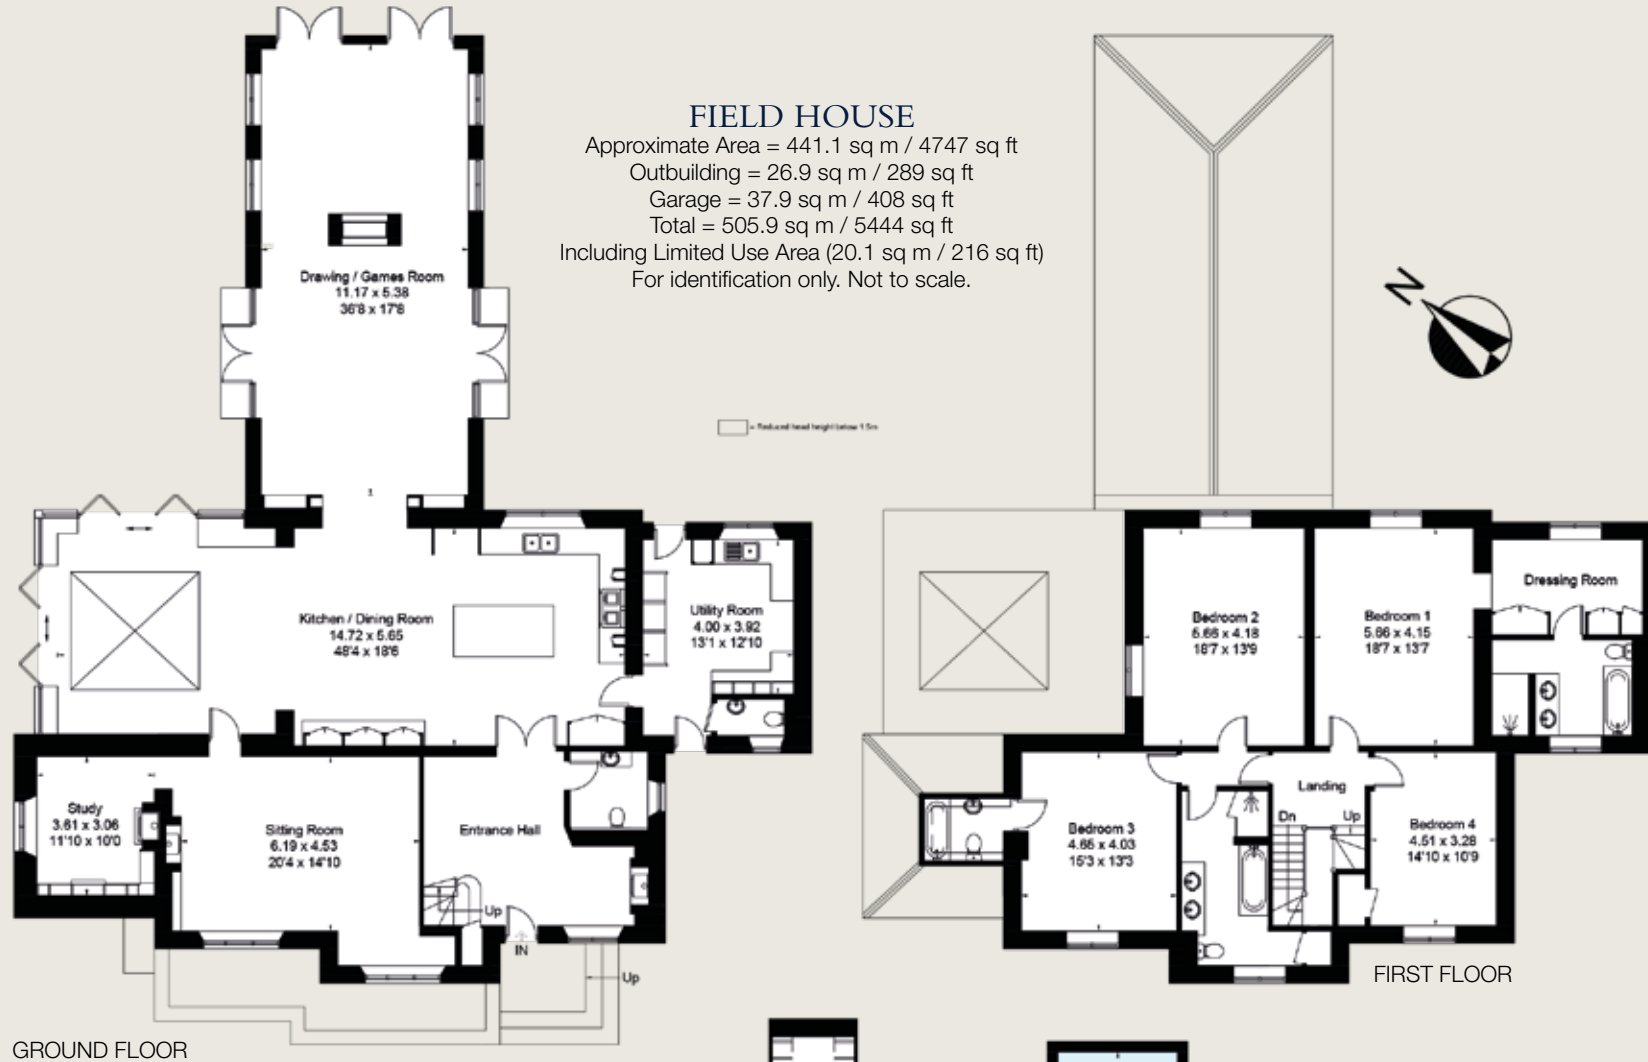 FIELD HOUSE
Approximate Area = 441.1 sq m / 4747 sq ft
Outbuilding = 26.9 sq m / 289 sq ft
Garage = 37.9 sq m / 408 sq ft
Total = 505.9 sq m / 5444 sq ft
Including Limited Use Area (20.1 sq m / 216 sq ft)
For identification only. Not to scale.
N
= Reduced head height below 1.5m
Drawing / Games Room
11.17 x 5.38
36'8 x 17'8
Kitchen / Dining Room
14.72 x 5.65
48'4 x 18'6
Utility Room
4.00 x 3.92
13'1 x 12'10
Study
3.61 x 3.06
11'10 x 10'0
Sitting Room
6.19 x 4.53
20'4 x 14'10
Entrance Hall
Up
IN
Up
GROUND FLOOR
Bedroom 2
5.66 x 4.18
18'7 x 13'9
Bedroom 1
5.66 x 4.15
18'7 x 13'7
Dressing Room
Landing
Dn
Up
Bedroom 3
4.65 x 4.03
15'3 x 13'3
Bedroom 4
4.51 x 3.28
14'10 x 10'9
FIRST FLOOR